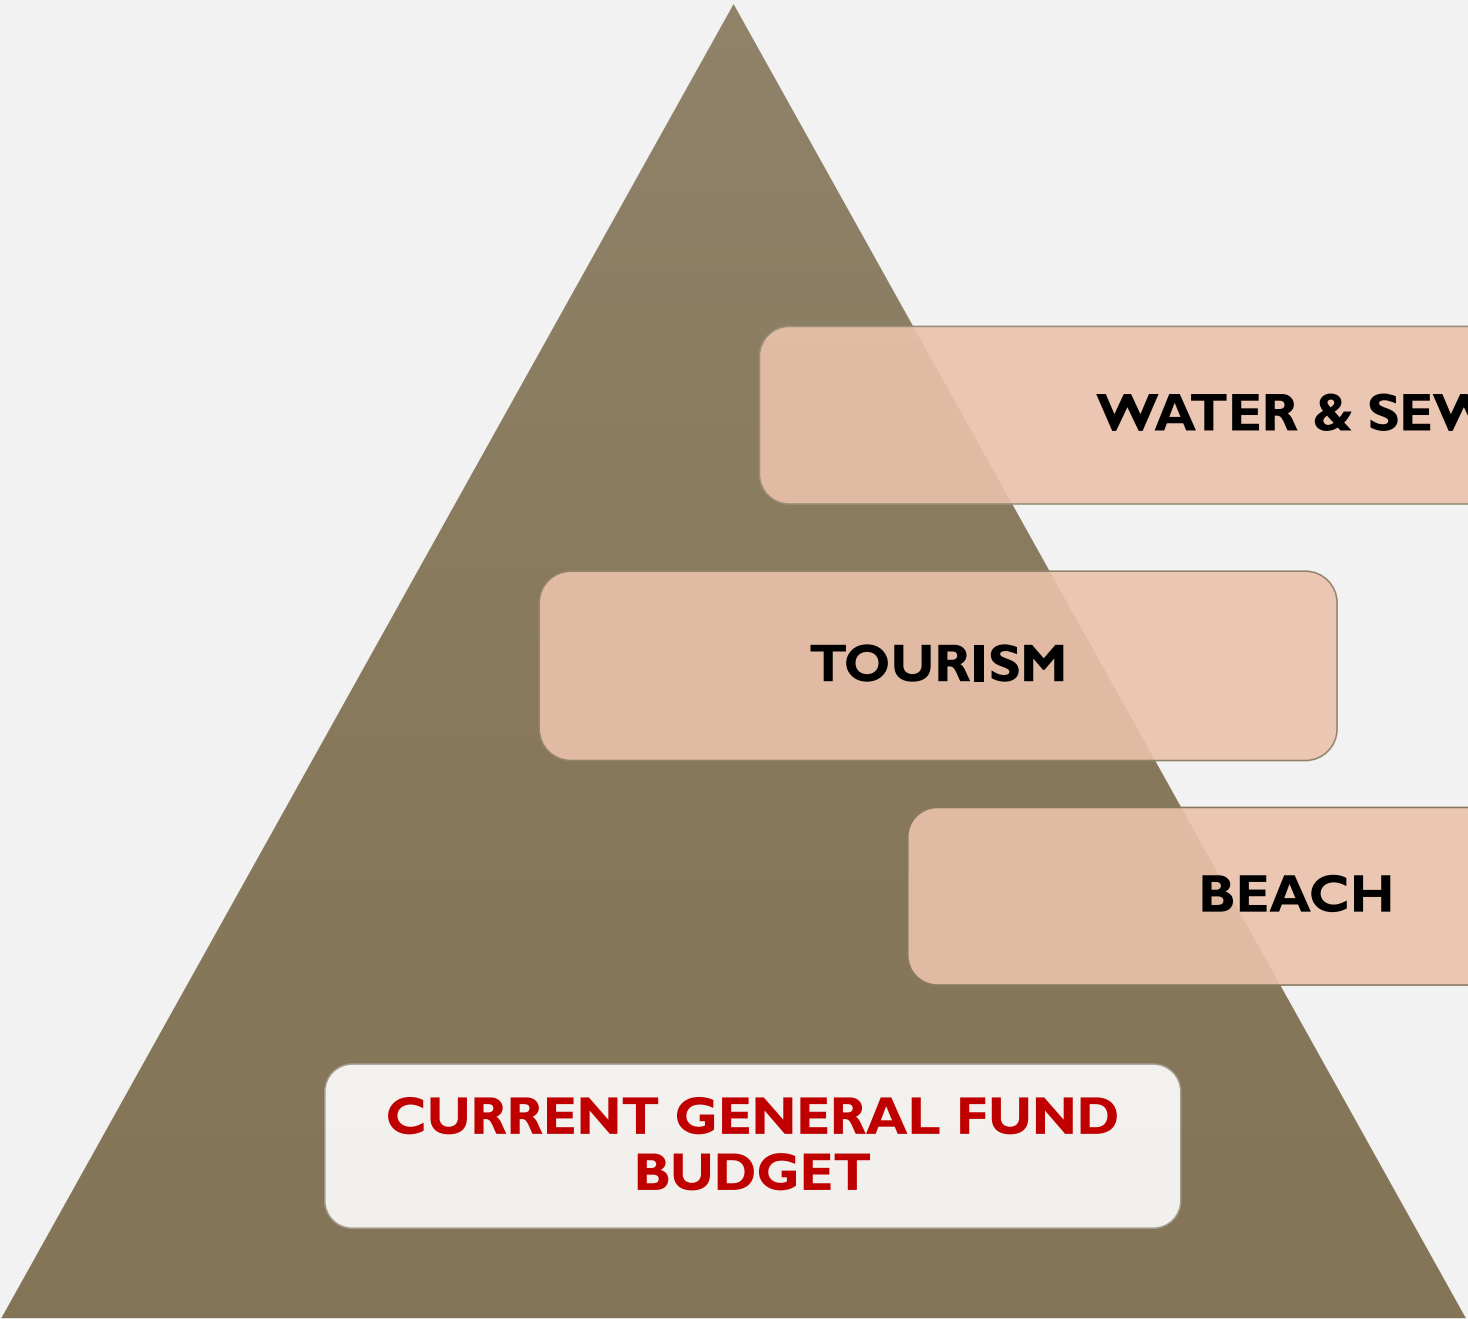 WATER & SEW
TOURISM
BEACH
CURRENT GENERAL FUND
BUDGET